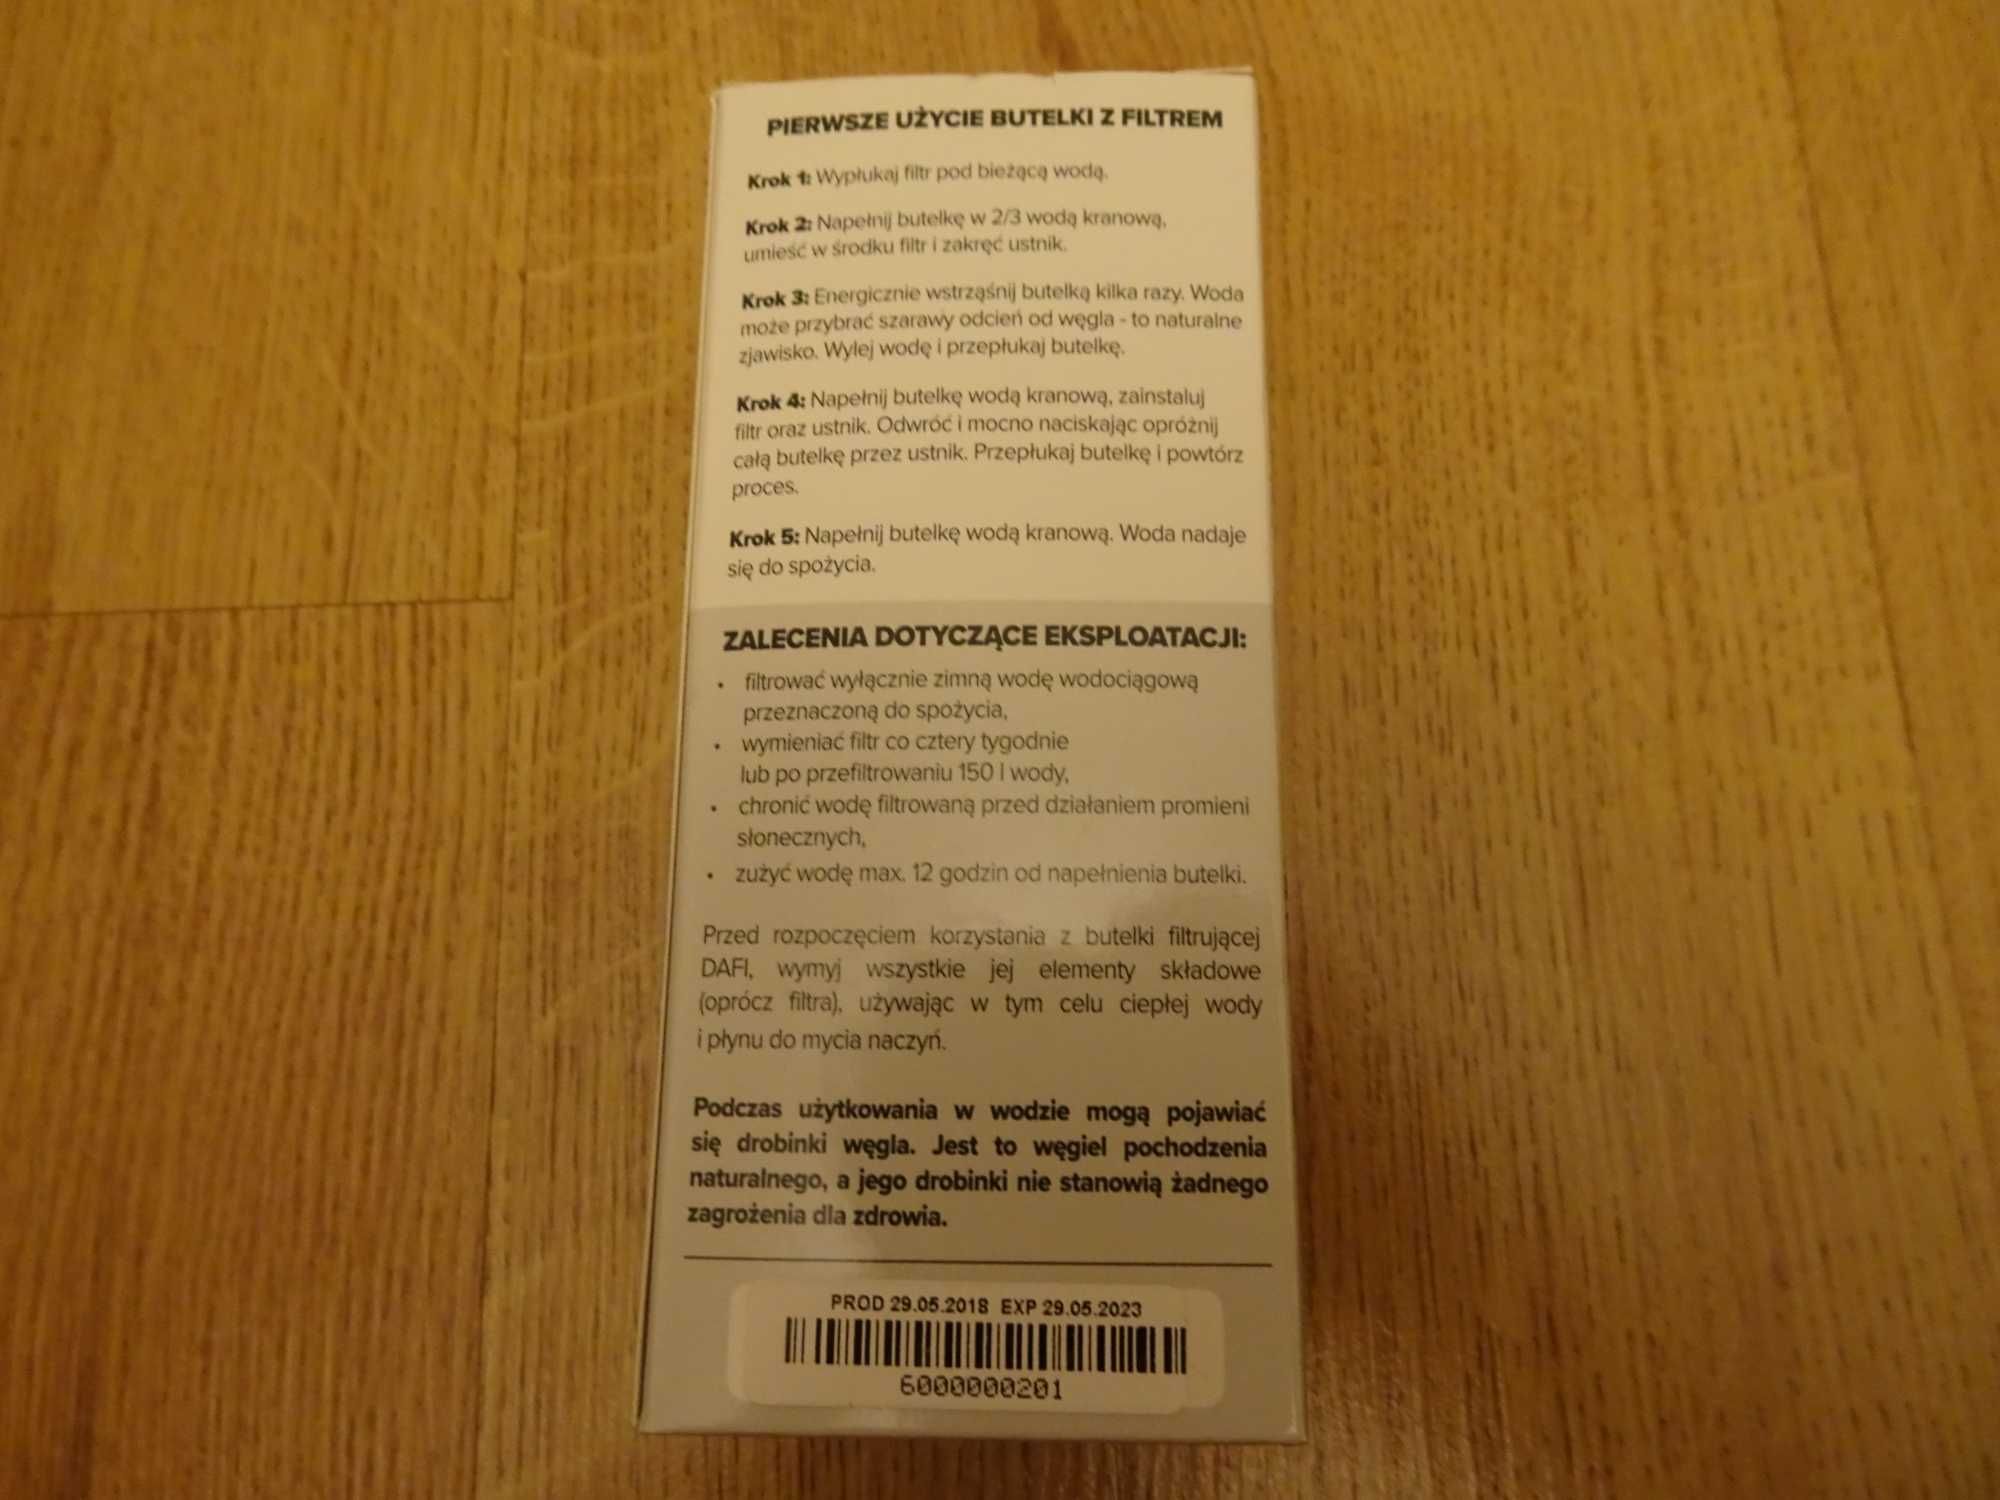 PIERWSZE UŻYCIE BUTELKI Z FILTREM
Krok 1: Wypłukaj filtr pod bieżącą wodą.
Krok 2: Napełnij butelkę w 2/3 wodą kranową,
umieść w środku filtr i zakręć ustnik.
Krok 3: Energicznie wstrząśnij butelką kilka razy. Woda
może przybrać szarawy odcień od węgla - to naturalne
zjawisko. Wylej wodę i przepłukaj butelkę.
Krok 4: Napełnij butelkę wodą kranową, zainstaluj
filtr oraz ustnik. Odwróć i mocno naciskając opróżnij
całą butelkę przez ustnik. Przepłukaj butelkę i powtórz
proces.
Krok 5: Napełnij butelkę wodą kranową. Woda nadaje
się do spożycia.
ZALECENIA DOTYCZĄCE EKSPLOATACJI:
• filtrować wyłącznie zimną wodę wodociągową
przeznaczoną do spożycia,
• wymieniać filtr co cztery tygodnie
lub po przefiltrowaniu 150 l wody,
• chronić wodę filtrowaną przed działaniem promieni
słonecznych,
• zużyć wodę max. 12 godzin od napełnienia butelki.
Przed rozpoczęciem korzystania z butelki filtrującej
DAFI, wymyj wszystkie jej elementy składowe
(oprócz filtra), używając w tym celu ciepłej wody
i płynu do mycia naczyń.
Podczas użytkowania w wodzie mogą pojawiać
się drobinki węgla. Jest to węgiel pochodzenia
naturalnego, a jego drobinki nie stanowią żadnego
zagrożenia dla zdrowia.
PROD 29.05.2018 EXP 29.05.2023
6000000201